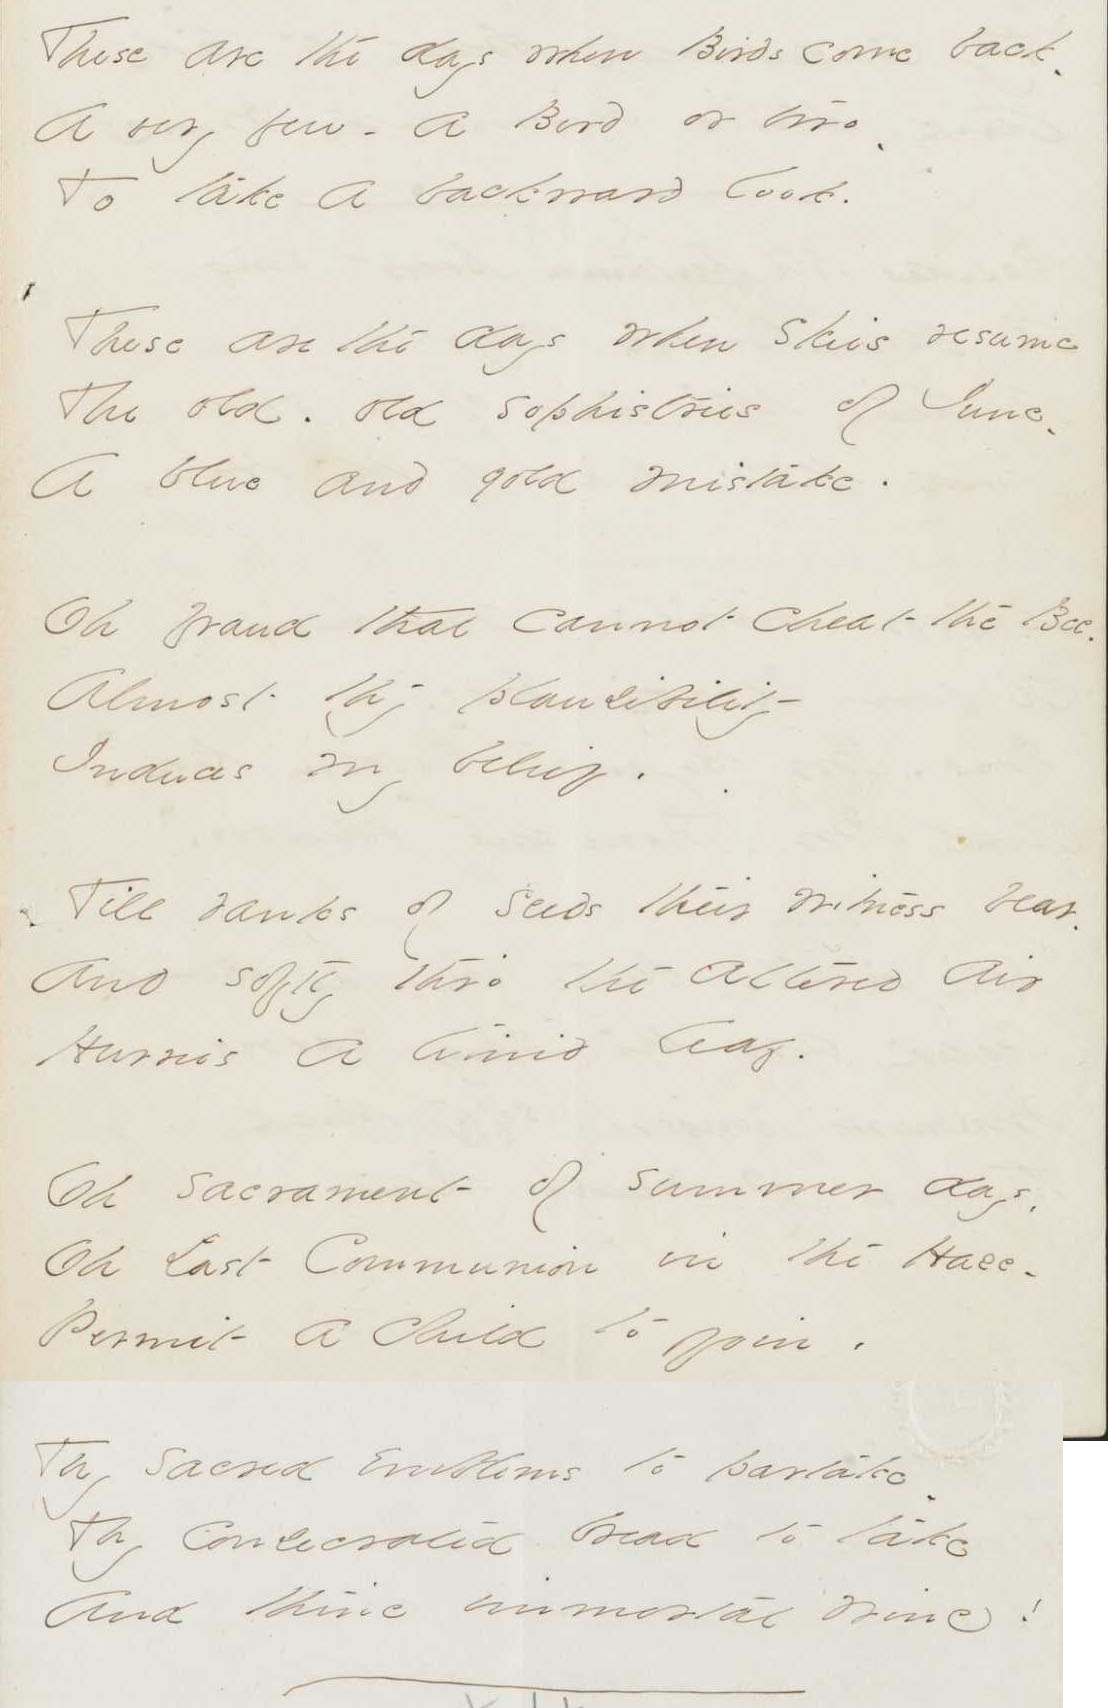 These are the days when Birds come back.
A very few - A Bird or two.
To take A backward look.
These are the days when Skies resume
The old. old sophistries of June.
A blue and gold mistake.
Oh fraud that cannot cheat the Bee.
Almost thy plausibility
Induces my belief.
Till ranks of seeds their witness bear.
And softly thro' the altered air
Hurries a timid leaf.
Oh sacrament of summer days,
Oh Last Communion in the Haze -
Permit a child to join.
Thy sacred emblems to partake.
Thy consecrated bread to take
And thine immortal wine!